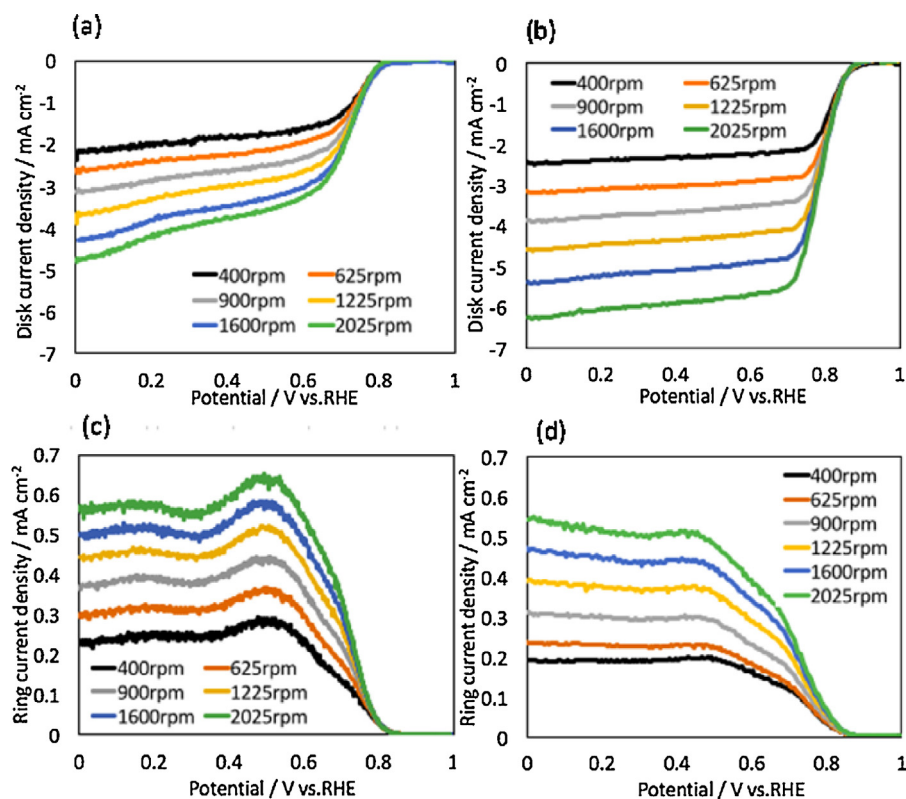 (a)
Disk current density / mA cm⁻²
0
-1
-2
-3
-4
-5
-6
-7
400rpm 625rpm
900rpm 1225rpm
1600rpm 2025rpm
0 0.2 0.4 0.6 0.8 1
Potential / V vs.RHE
(b)
Disk current density / mA cm⁻²
0
-1
-2
-3
-4
-5
-6
-7
400rpm 625rpm
900rpm 1225rpm
1600rpm 2025rpm
0 0.2 0.4 0.6 0.8 1
Potential / V vs.RHE
(c)
Ring current density / mA cm⁻²
0.7
0.6
0.5
0.4
0.3
0.2
0.1
0
400rpm 625rpm
900rpm 1225rpm
1600rpm 2025rpm
0 0.2 0.4 0.6 0.8 1
Potential / V vs.RHE
(d)
Ring current density / mA cm⁻²
0.7
0.6
0.5
0.4
0.3
0.2
0.1
0
400rpm
625rpm
900rpm
1225rpm
1600rpm
2025rpm
0 0.2 0.4 0.6 0.8 1
Potential / V vs.RHE